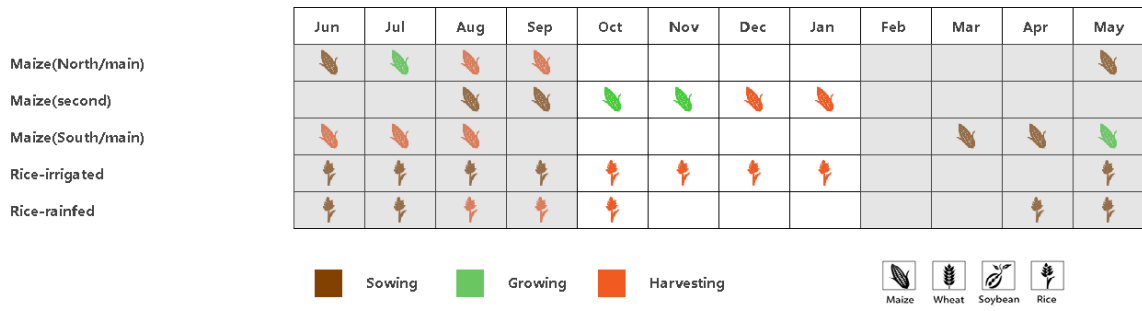 Jun Jul Aug Sep Oct Nov Dec Jan Feb Mar Apr May
Maize(North/main)
Maize(second)
Maize(South/main)
Rice-irrigated
Rice-rainfed
Sowing Growing Harvesting
Maize Wheat Soybean Rice